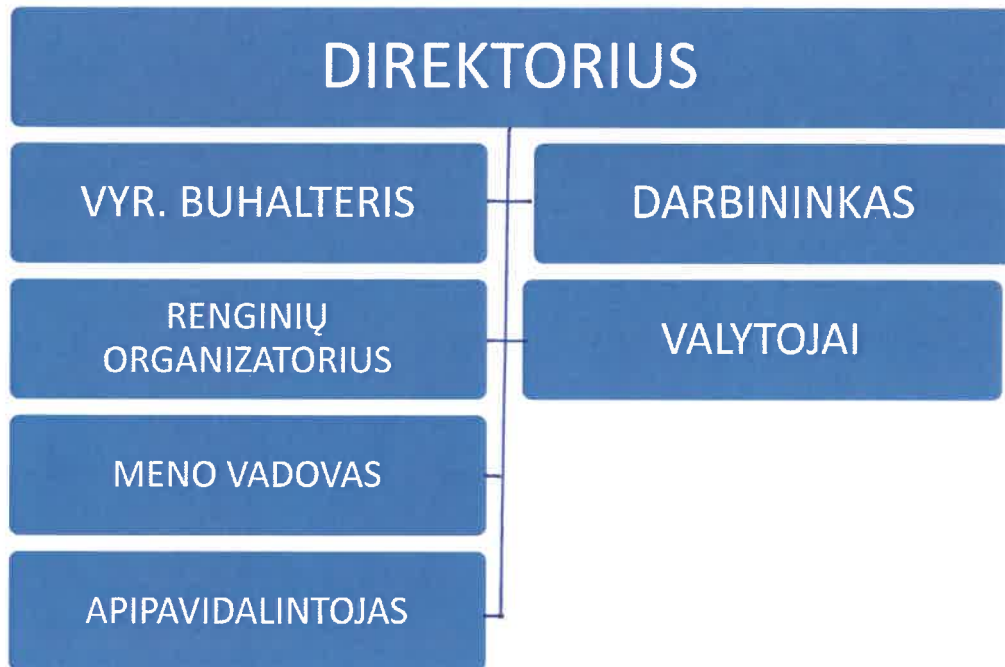 DIREKTORIUS
VYR. BUHALTERIS
DARBININKAS
RENGINIŲ
ORGANIZATORIUS
VALYTOJAI
MENO VADOVAS
APIPAVIDALINTOJAS